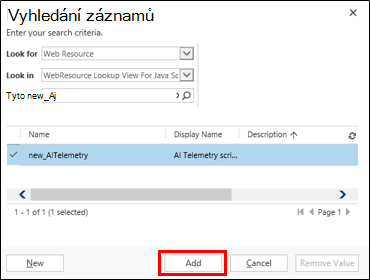 Vyhledání záznamů
Enter your search criteria.
Look for Web Resource
Look in WebResource Lookup View For Java Sc
Tyto new_Aj
Name Display Name Description
new_AITelemetry AI Telemetry scri...
1 - 1 of 1 (1 selected) Page 1
New Add Cancel Remove Value